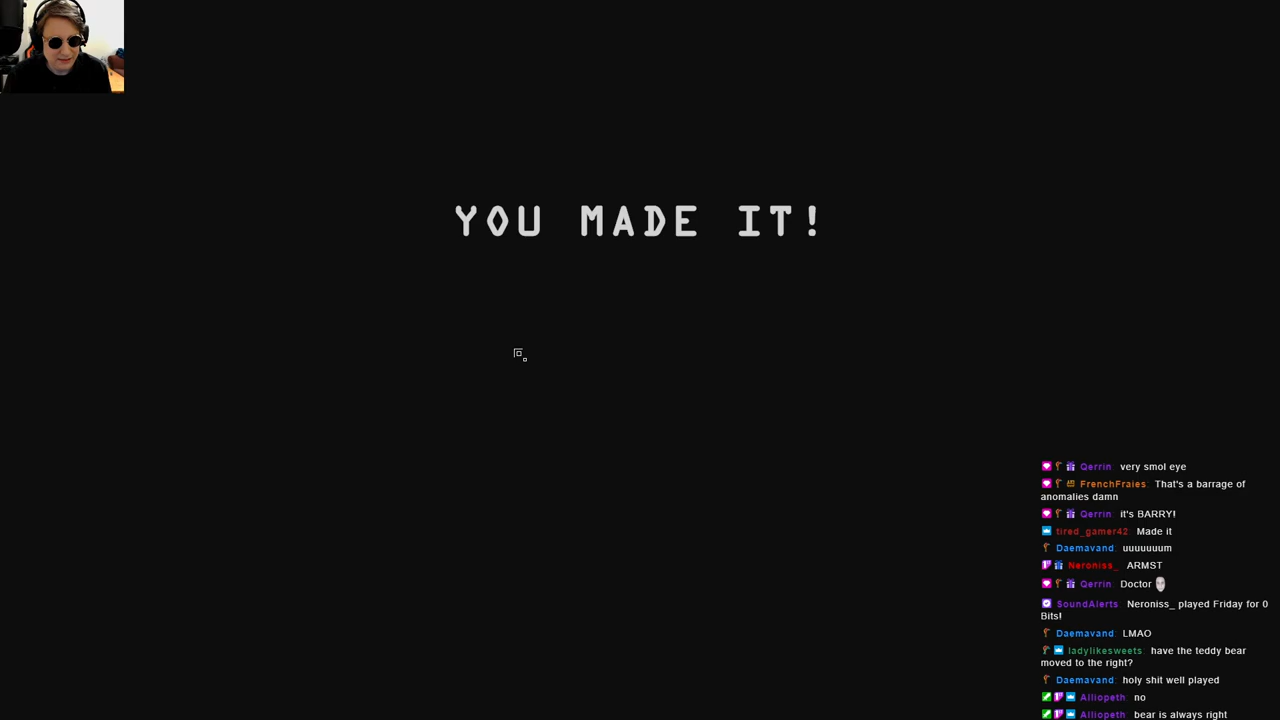 YOU MADE IT!
Qerrin: very smol eye
FrenchFraies: That's a barrage of
anomalies damn
Qerrin: it's BARRY!
tired_gamer42: Made it
Daemavand: uuuuuuum
Neroniss_: ARMST
Qerrin: Doctor
SoundAlerts: Neroniss_ played Friday for 0
Bits!
Daemavand: LMAO
ladylikesweets: have the teddy bear
moved to the right?
Daemavand: holy shit well played
Alliopeth: no
Alliopeth: bear is always right